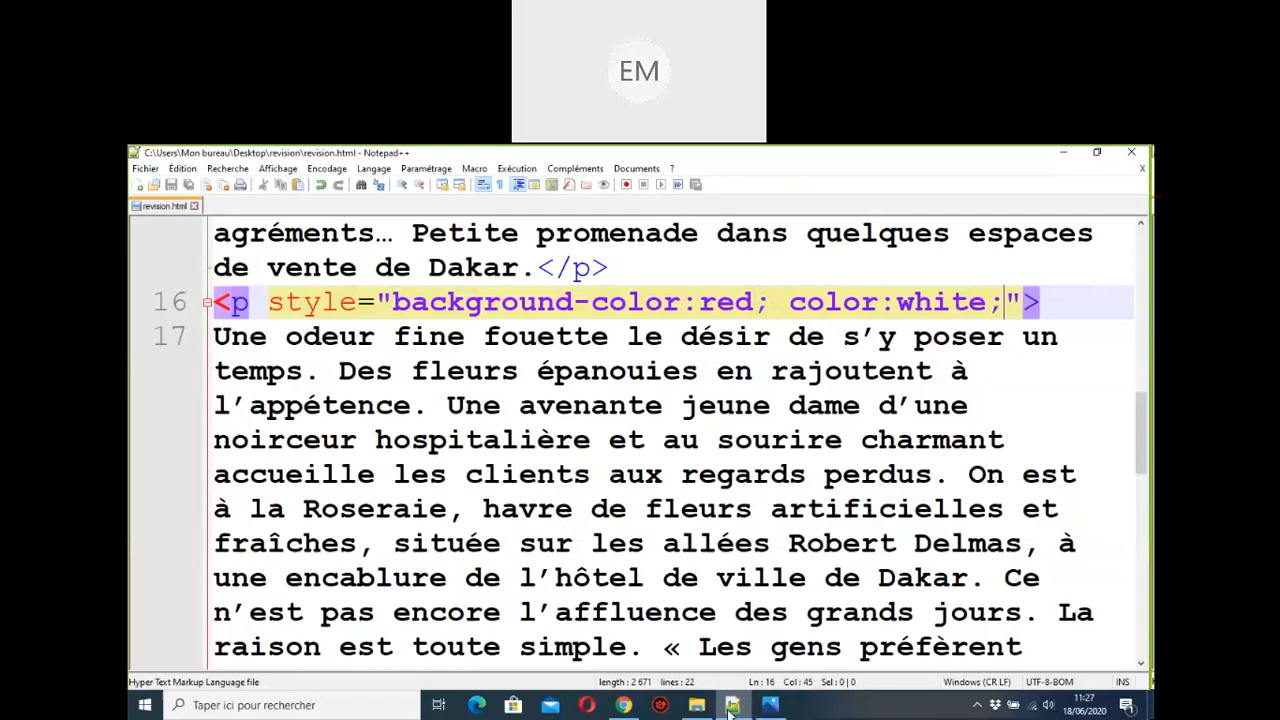 EM
C:\Users\Mon bureau\Desktop\revision\revision.html - Notepad++
Fichier Édition Recherche Affichage Encodage Langage Paramétrage Macro Exécution Compléments Documents ? X
revision.html
agréments… Petite promenade dans quelques espaces
de vente de Dakar.</p>
16 <p style="background-color:red; color:white;">
17 Une odeur fine fouette le désir de s’y poser un
temps. Des fleurs épanouies en rajoutent à
l’appétence. Une avenante jeune dame d’une
noirceur hospitalière et au sourire charmant
accueille les clients aux regards perdus. On est
à la Roseraie, havre de fleurs artificielles et
fraîches, située sur les allées Robert Delmas, à
une encablure de l’hôtel de ville de Dakar. Ce
n’est pas encore l’affluence des grands jours. La
raison est toute simple. « Les gens préfèrent
Hyper Text Markup Language file length : 2 671 lines : 22 Ln : 16 Col : 45 Sel : 0 | 0 Windows (CR LF) UTF-8-BOM INS
Taper ici pour rechercher
11:27
18/06/2020